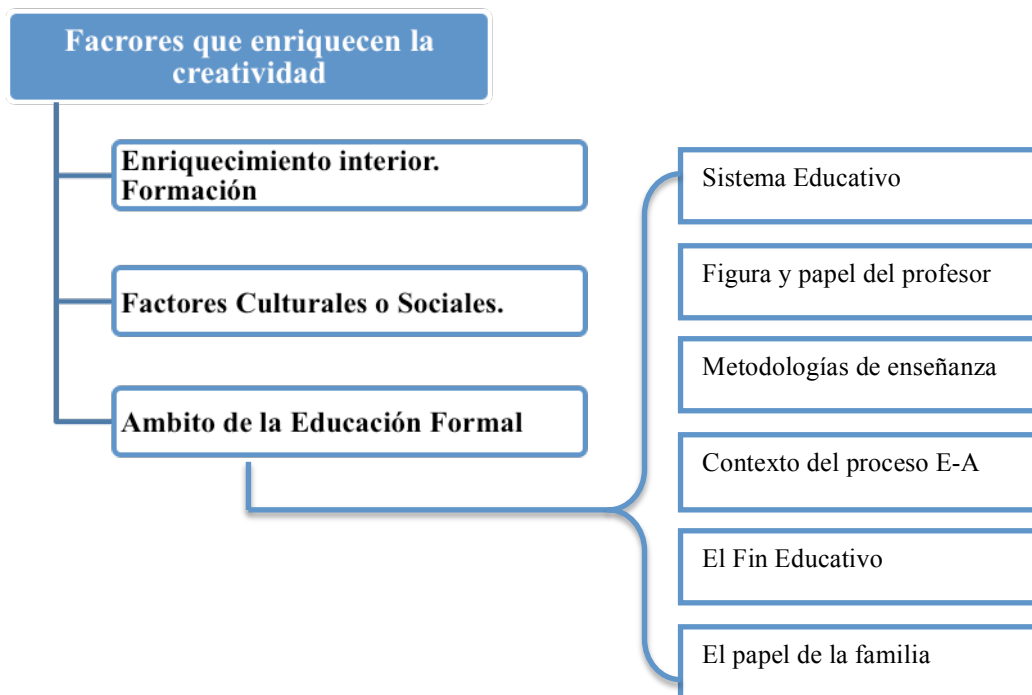 Facrores que enriquecen la
creatividad
Enriquecimiento interior.
Formación
Factores Culturales o Sociales.
Ambito de la Educación Formal
Sistema Educativo
Figura y papel del profesor
Metodologías de enseñanza
Contexto del proceso E-A
El Fin Educativo
El papel de la familia